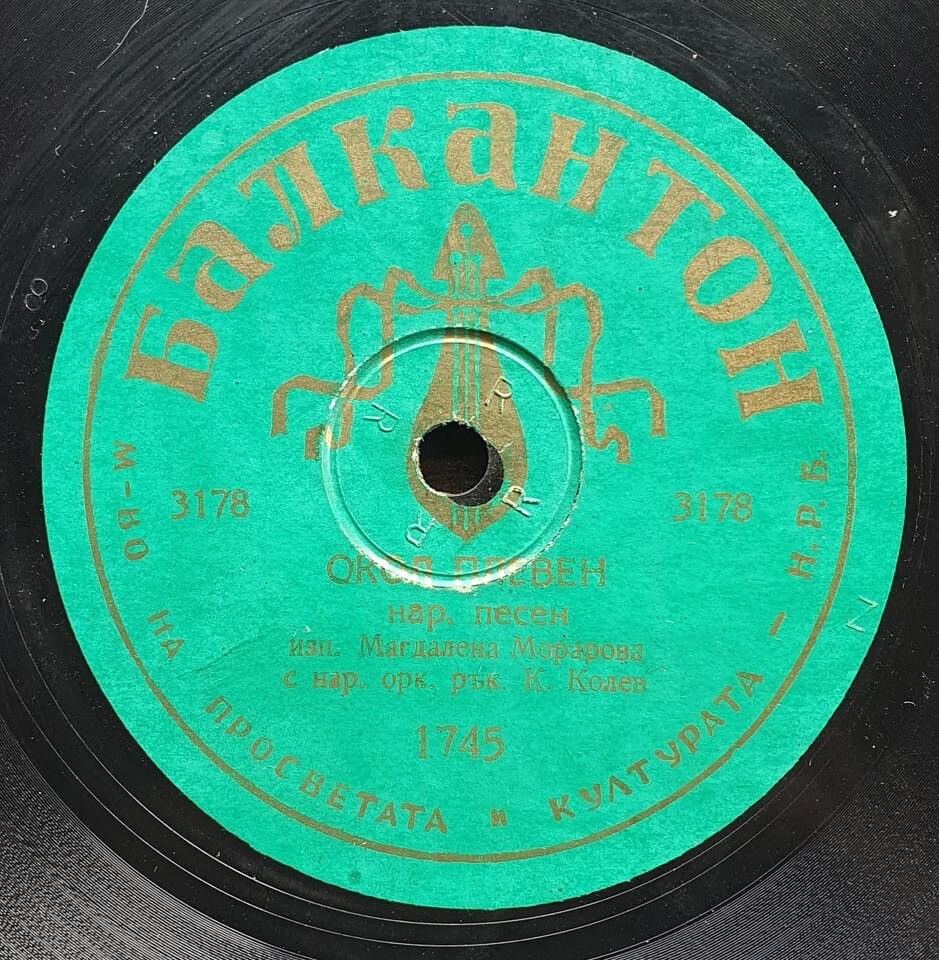 Балкантон
3178
3178
ОКОЛ ПЛЕВЕН
нар. песен
изп. Магдалена Морарова
с нар. орк. рък. К. Колев
1745
М-ВО НА ПРОСВЕТАТА и КУЛТУРАТА - Н.Р.Б.
R
R
R
R